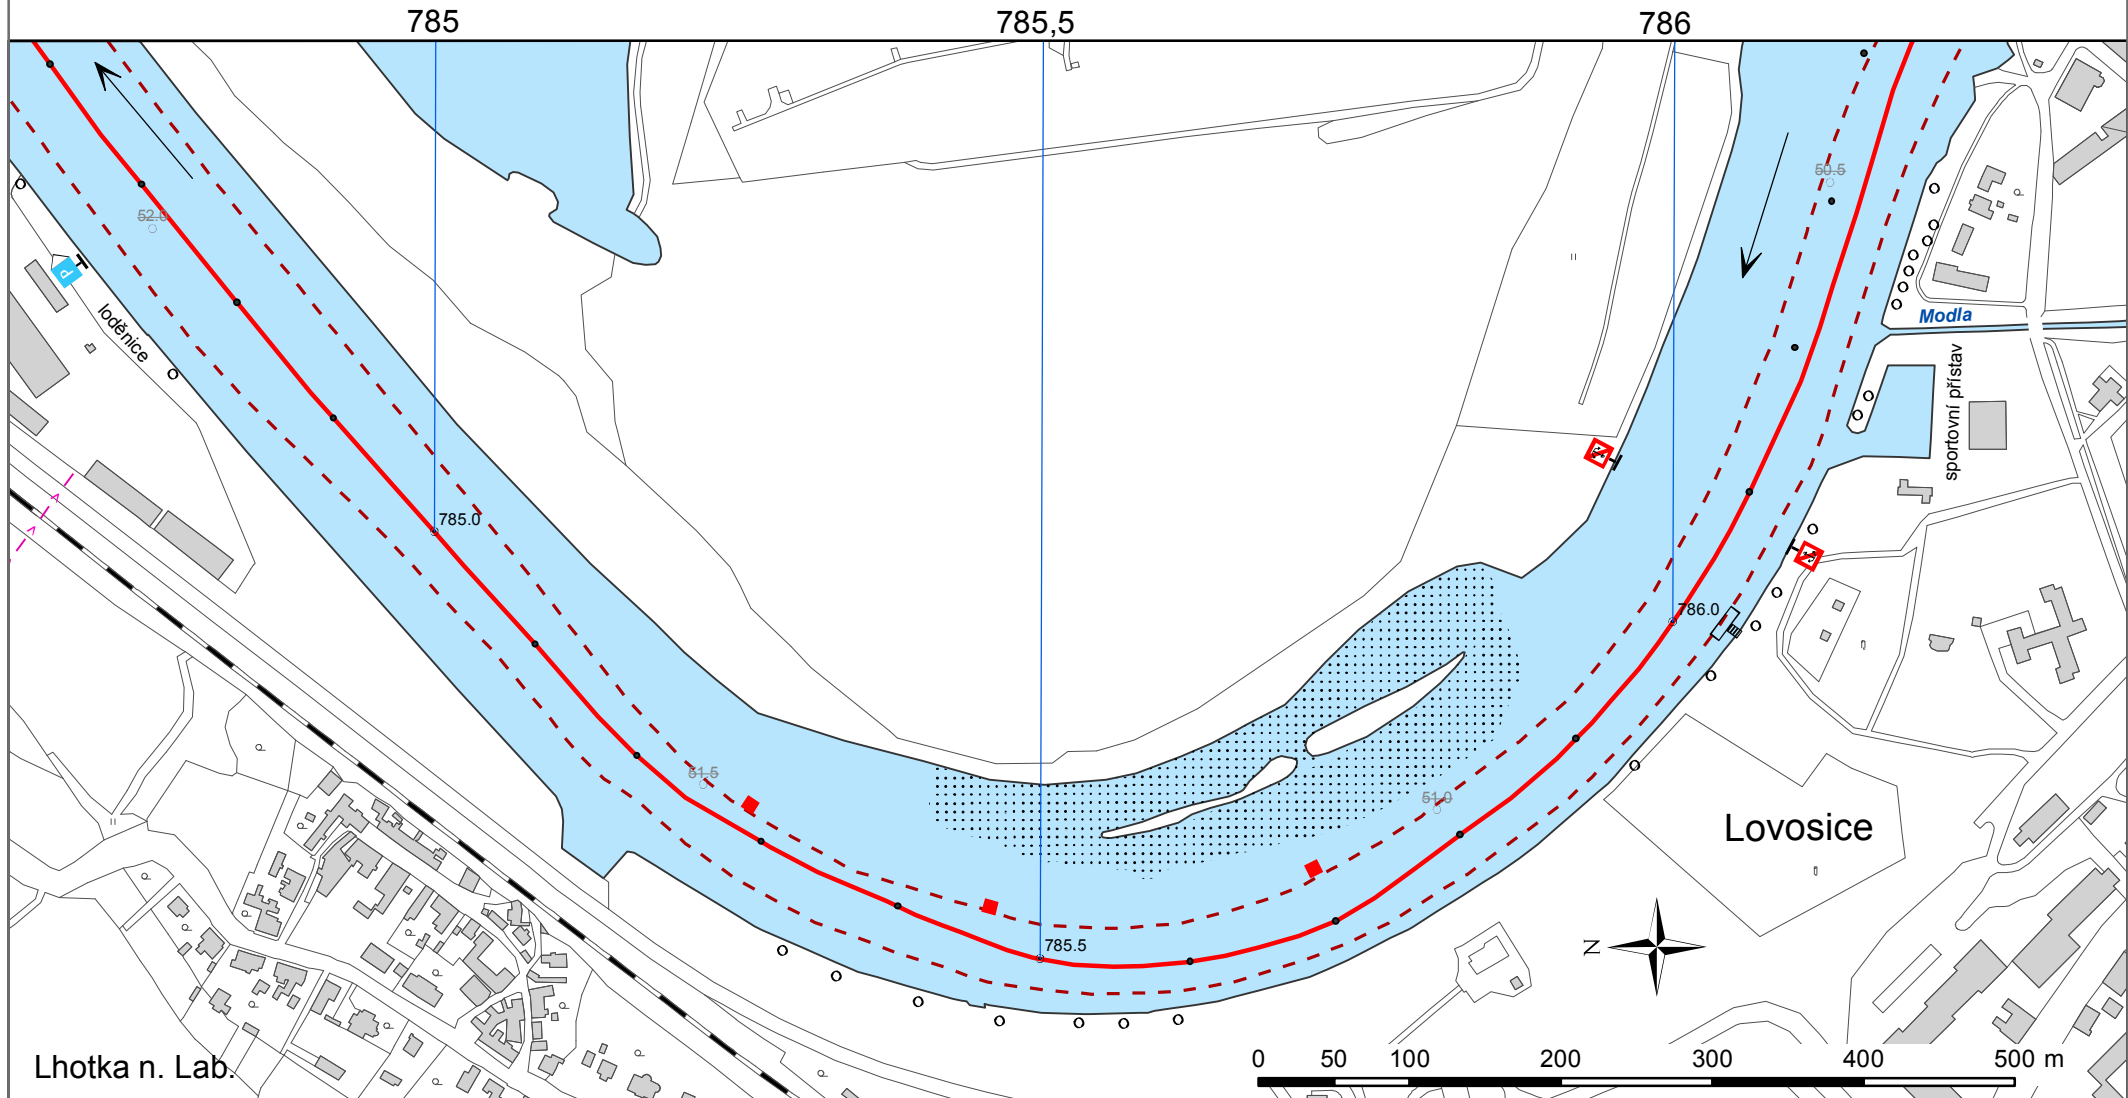 785
785,5
786
50.5
52.0
P
loděnice
Modla
sportovní přístav
785.0
786.0
51.5
51.0
Lovosice
785.5
N
Lhotka n. Lab.
0 50 100 200 300 400 500 m